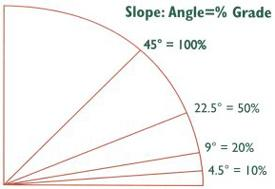 Slope: Angle=% Grade
45° = 100%
22.5° = 50%
9° = 20%
4.5° = 10%